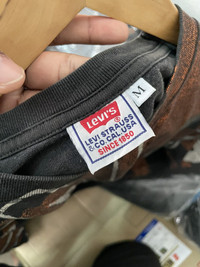 LEVI'S
®
LEVI STRAUSS
& CO. CAL. USA
SINCE 1850
M